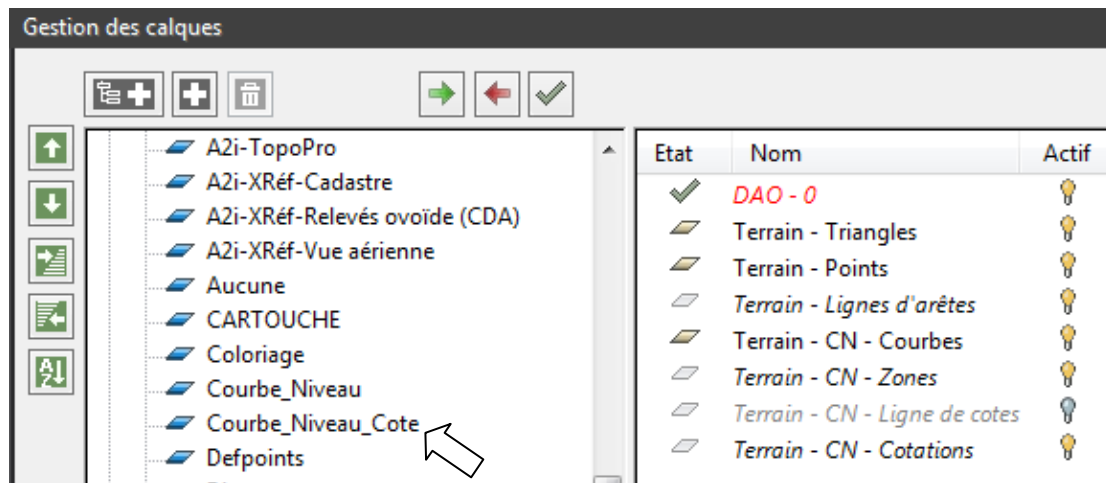 Gestion des calques
A2i-TopoPro
A2i-XRéf-Cadastre
A2i-XRéf-Relevés ovoïde (CDA)
A2i-XRéf-Vue aérienne
Aucune
CARTOUCHE
Coloriage
Courbe_Niveau
Courbe_Niveau_Cote
Defpoints
Etat Nom Actif
DAO - 0
Terrain - Triangles
Terrain - Points
Terrain - Lignes d'arêtes
Terrain - CN - Courbes
Terrain - CN - Zones
Terrain - CN - Ligne de cotes
Terrain - CN - Cotations
AZ